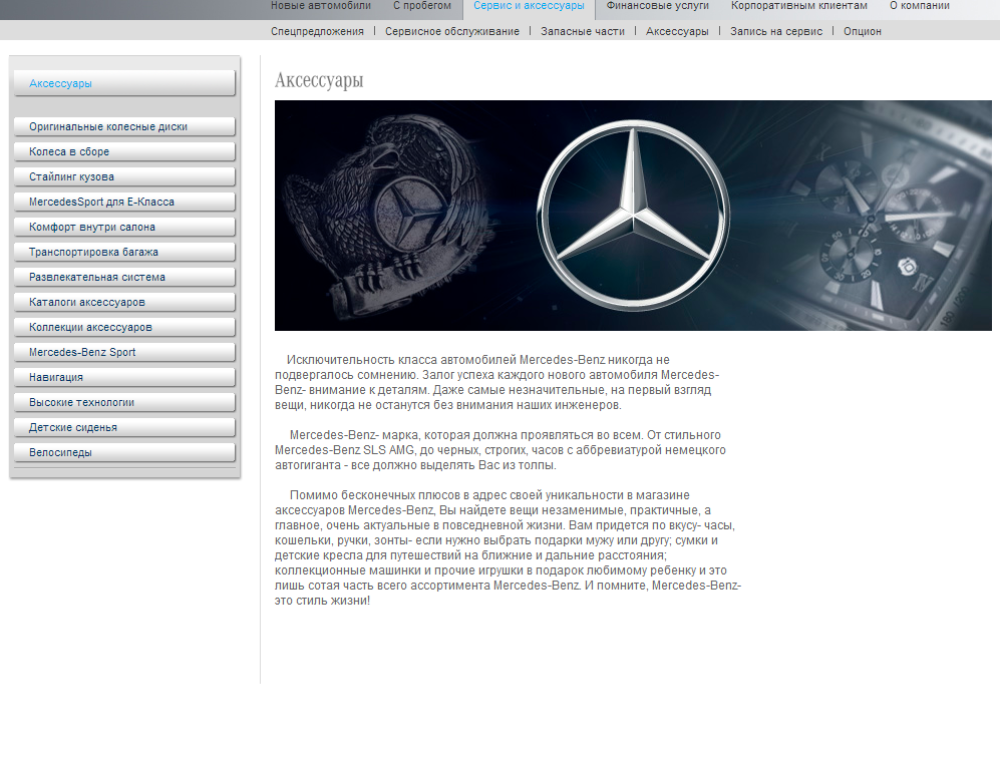 Новые автомобили С пробегом Сервис и аксессуары Финансовые услуги Корпоративным клиентам О компании
Спецпредложения | Сервисное обслуживание | Запасные части | Аксессуары | Запись на сервис | Опцион
Аксессуары
Оригинальные колесные диски
Колеса в сборе
Стайлинг кузова
MercedesSport для Е-Класса
Комфорт внутри салона
Транспортировка багажа
Развлекательная система
Каталоги аксессуаров
Коллекции аксессуаров
Mercedes-Benz Sport
Навигация
Высокие технологии
Детские сиденья
Велосипеды
Аксессуары
Исключительность класса автомобилей Mercedes-Benz никогда не
подвергалось сомнению. Залог успеха каждого нового автомобиля Mercedes-
Benz- внимание к деталям. Даже самые незначительные, на первый взгляд
вещи, никогда не останутся без внимания наших инженеров.
Mercedes-Benz- марка, которая должна проявляться во всем. От стильного
Mercedes-Benz SLS AMG, до черных, строгих, часов с аббревиатурой немецкого
автогиганта - все должно выделять Вас из толпы.
Помимо бесконечных плюсов в адрес своей уникальности в магазине
аксессуаров Mercedes-Benz, Вы найдете вещи незаменимые, практичные, а
главное, очень актуальные в повседневной жизни. Вам придется по вкусу- часы,
кошельки, ручки, зонты- если нужно выбрать подарки мужу или другу; сумки и
детские кресла для путешествий на ближние и дальние расстояния;
коллекционные машинки и прочие игрушки в подарок любимому ребенку и это
лишь сотая часть всего ассортимента Mercedes-Benz. И помните, Mercedes-Benz-
это стиль жизни!